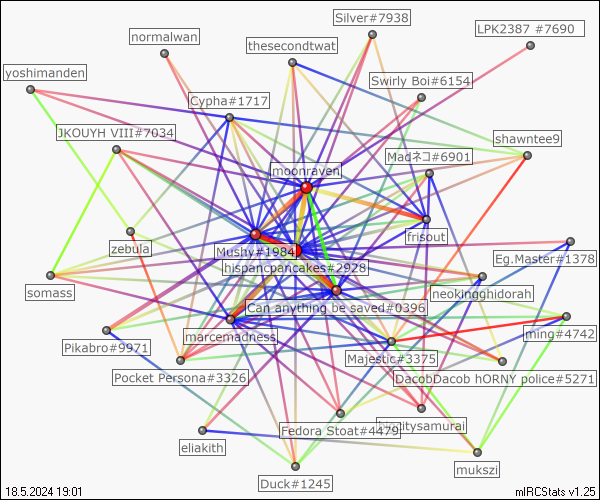 Silver#7938
LPK2387 #7690
normalwan
thesecondtwat
yoshimanden
Swirly Boi#6154
Cypha#1717
JKOUYH VIII#7034
shawntee9
Madネコ#6901
moonraven
frisout
zebula
Mushy#1984
Eg.Master#1378
hispancpancakes#2928
somass
neokingghidorah
Can anything be saved#0396
marcemadness
ming#4742
Pikabro#9971
Majestic#3375
Pocket Persona#3326
DacobDacob hORNY police#5271
Fedora Stoat#4479
eliakith
mukszi
Duck#1245
18.5.2024 19:01
mIRCStats v1.25